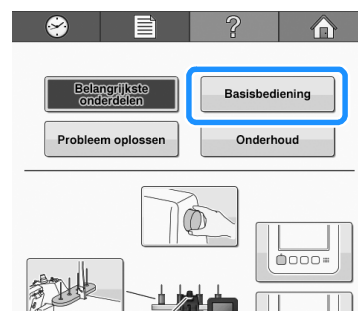 Belangrijkste
onderdelen
Basisbediening
Probleem oplossen
Onderhoud